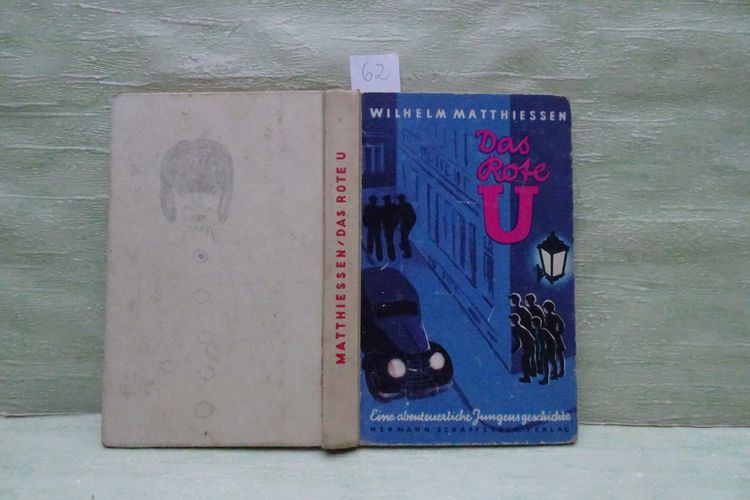 62
WILHELM MATTHIESSEN
Das
Rote
U
Eine abenteuerliche Jungensgeschichte
HERMANN SCHAFFSTEIN VERLAG
MATTHIESSEN/DAS ROTE U